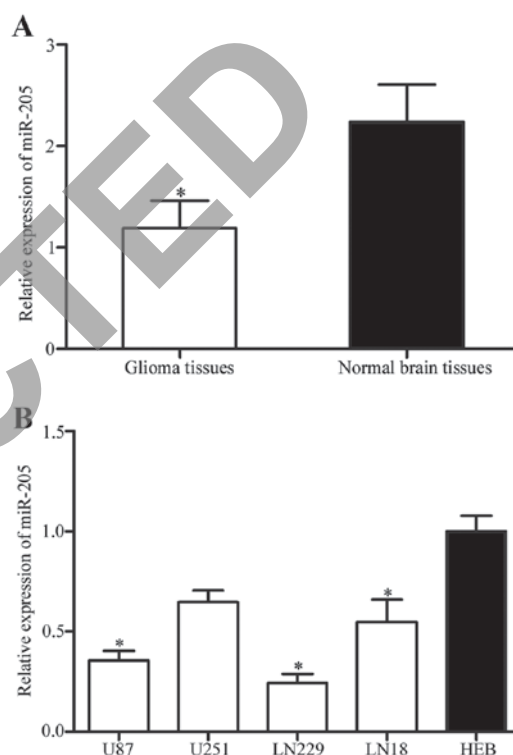 A
Relative expression of miR-205
3
2
1
0
*
Glioma tissues
Normal brain tissues
B
Relative expression of miR-205
1.5
1.0
0.5
0.0
*
*
*
U87
U251
LN229
LN18
HEB
CTED